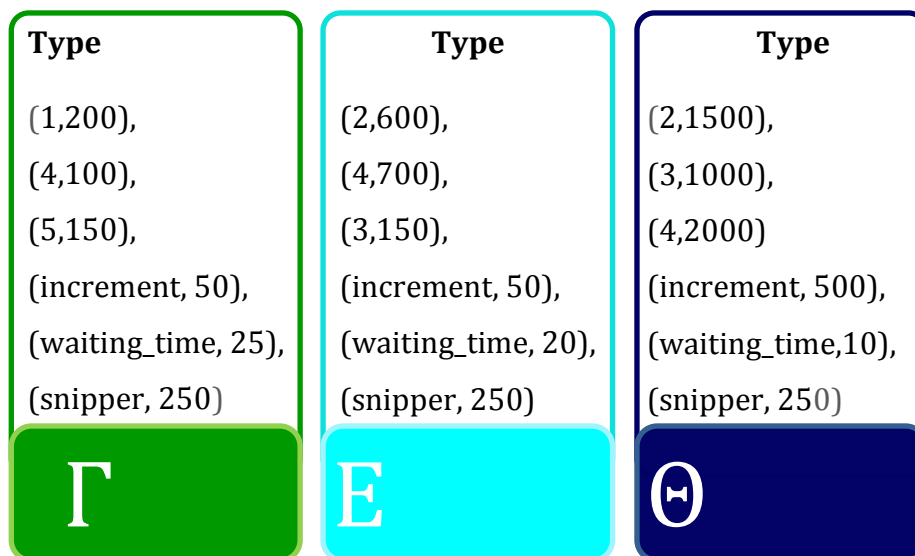 Type
(1,200),
(4,100),
(5,150),
(increment, 50),
(waiting_time, 25),
(snipper, 250)
Γ
Type
(2,600),
(4,700),
(3,150),
(increment, 50),
(waiting_time, 20),
(snipper, 250)
Ε
Type
(2,1500),
(3,1000),
(4,2000)
(increment, 500),
(waiting_time,10),
(snipper, 250)
Θ